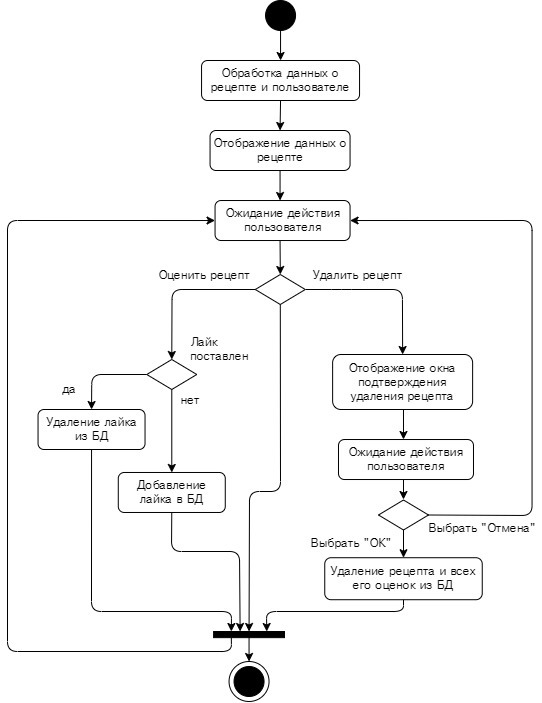 Обработка данных о
рецепте и пользователе
Отображение данных о
рецепте
Ожидание действия
пользователя
Оценить рецепт
Удалить рецепт
Лайк
поставлен
да
нет
Удаление лайка
из БД
Добавление
лайка в БД
Отображение окна
подтверждения
удаления рецепта
Ожидание действия
пользователя
Выбрать "Отмена"
Выбрать "ОК"
Удаление рецепта и всех
его оценок из БД